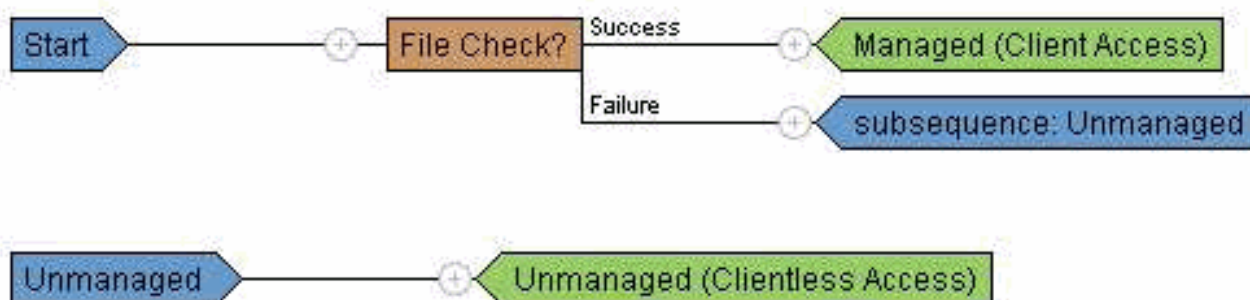 Start
File Check?
Success
Managed (Client Access)
Failure
subsequence: Unmanaged
Unmanaged
Unmanaged (Clientless Access)